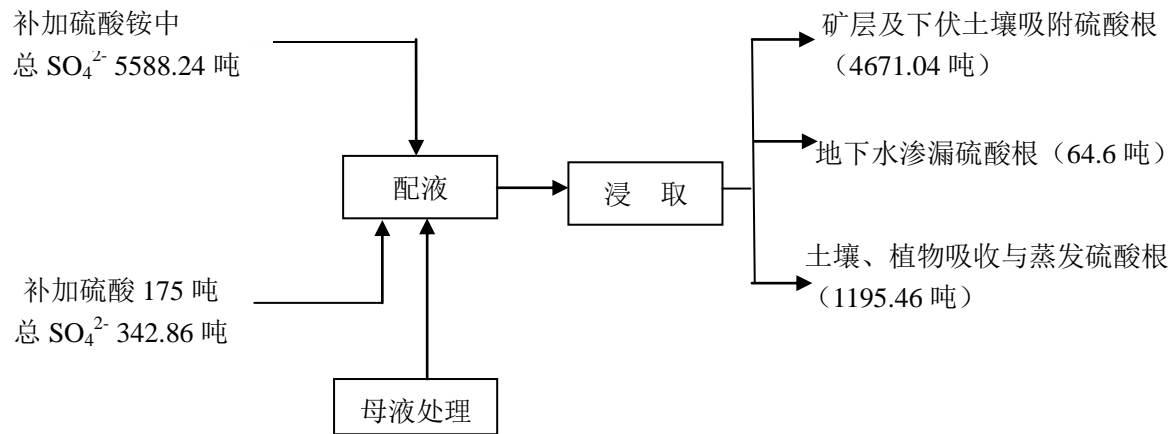 补加硫酸铵中
总 SO₄²⁻ 5588.24 吨
矿层及下伏土壤吸附硫酸根
（4671.04 吨）
地下水渗漏硫酸根（64.6 吨）
配液
浸 取
土壤、植物吸收与蒸发硫酸根
（1195.46 吨）
补加硫酸 175 吨
总 SO₄²⁻ 342.86 吨
母液处理